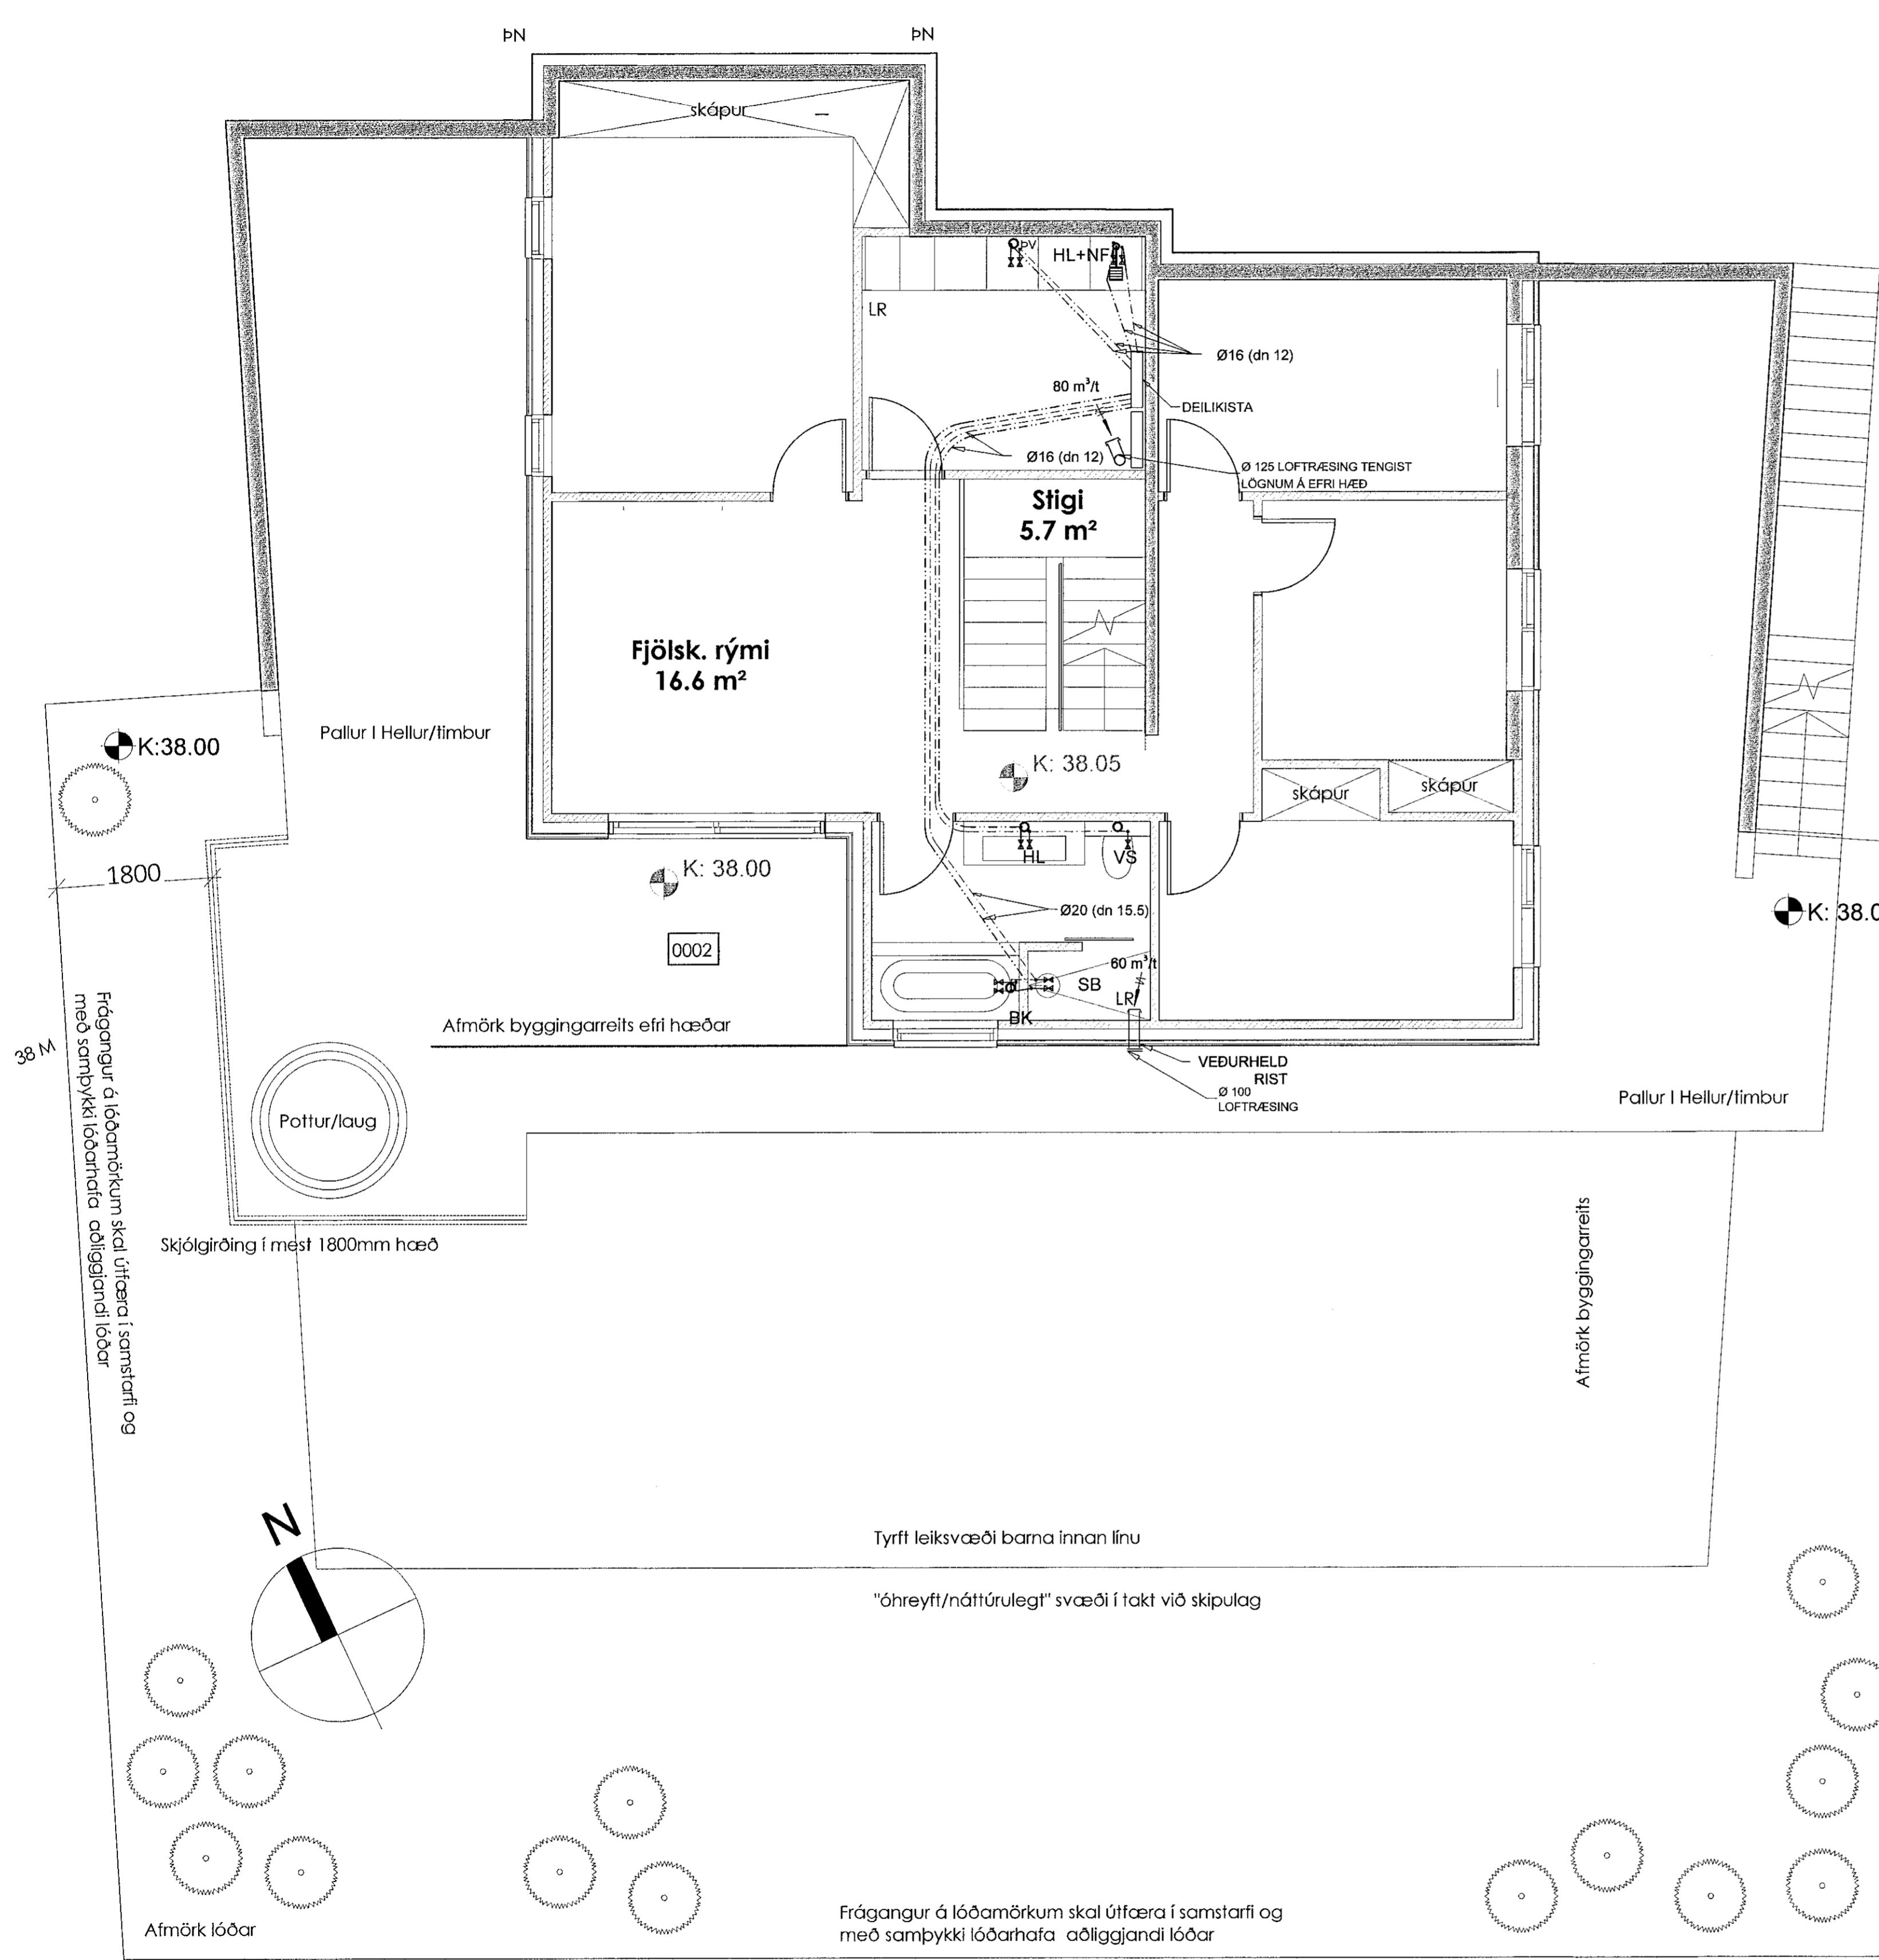 ÞN
ÞN
skápur
ÞV
HL+NF
LR
Ø16 (dn 12)
80 m³/t
DEILIKISTA
Ø16 (dn 12)
Ø 125 LOFTRÆSING TENGIST
LÖGNUM Á EFRI HÆÐ
Stigi
5.7 m²
Fjölsk. rými
16.6 m²
Pallur I Hellur/timbur
K:38.00
K: 38.05
skápur
skápur
1800
K: 38.00
HL
VS
Ø20 (dn 15.5)
K: 38.0
0002
60 m³/t
SB
LR
BK
Afmörk byggingarreits efri hæðar
38 M
VEÐURHELD
RIST
Ø 100
LOFTRÆSING
Pallur I Hellur/timbur
Pottur/laug
Frágangur á lóðamörkum skal útfæra í samstarfi og
með samþykki lóðarhafa aðliggjandi lóðar
Skjólgirðing í mest 1800mm hæð
Afmörk byggingarreits
N
Tyrft leiksvæði barna innan línu
"óhreyft/náttúrulegt" svæði í takt við skipulag
Afmörk lóðar
Frágangur á lóðamörkum skal útfæra í samstarfi og
með samþykki lóðarhafa aðliggjandi lóðar